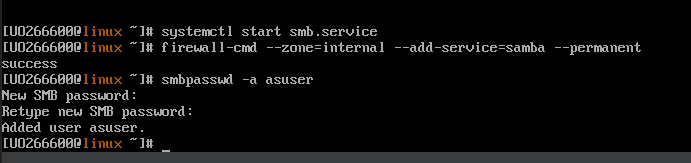 [UO266600@linux ~]# systemctl start smb.service
[UO266600@linux ~]# firewall-cmd --zone=internal --add-service=samba --permanent
success
[UO266600@linux ~]# smbpasswd -a asuser
New SMB password:
Retype new SMB password:
Added user asuser.
[UO266600@linux ~]# _